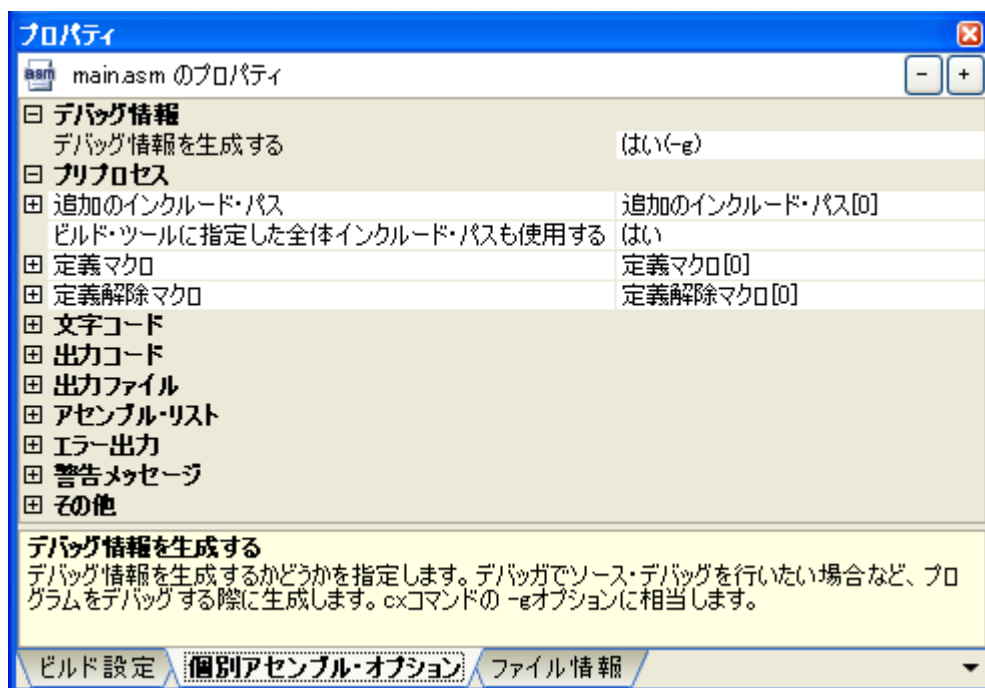 プロパティ
asm main.asm のプロパティ
デバッグ情報
デバッグ情報を生成する はい(-g)
プリプロセス
追加のインクルード・パス 追加のインクルード・パス[0]
ビルド・ツールに指定した全体インクルード・パスも使用する はい
定義マクロ 定義マクロ[0]
定義解除マクロ 定義解除マクロ[0]
文字コード
出力コード
出力ファイル
アセンブル・リスト
エラー出力
警告メッセージ
その他
デバッグ情報を生成する
デバッグ情報を生成するかどうかを指定します。デバッガでソース・デバッグを行いたい場合など、プロ
グラムをデバッグする際に生成します。cxコマンドの -gオプションに相当します。
ビルド設定 個別アセンブル・オプション ファイル情報